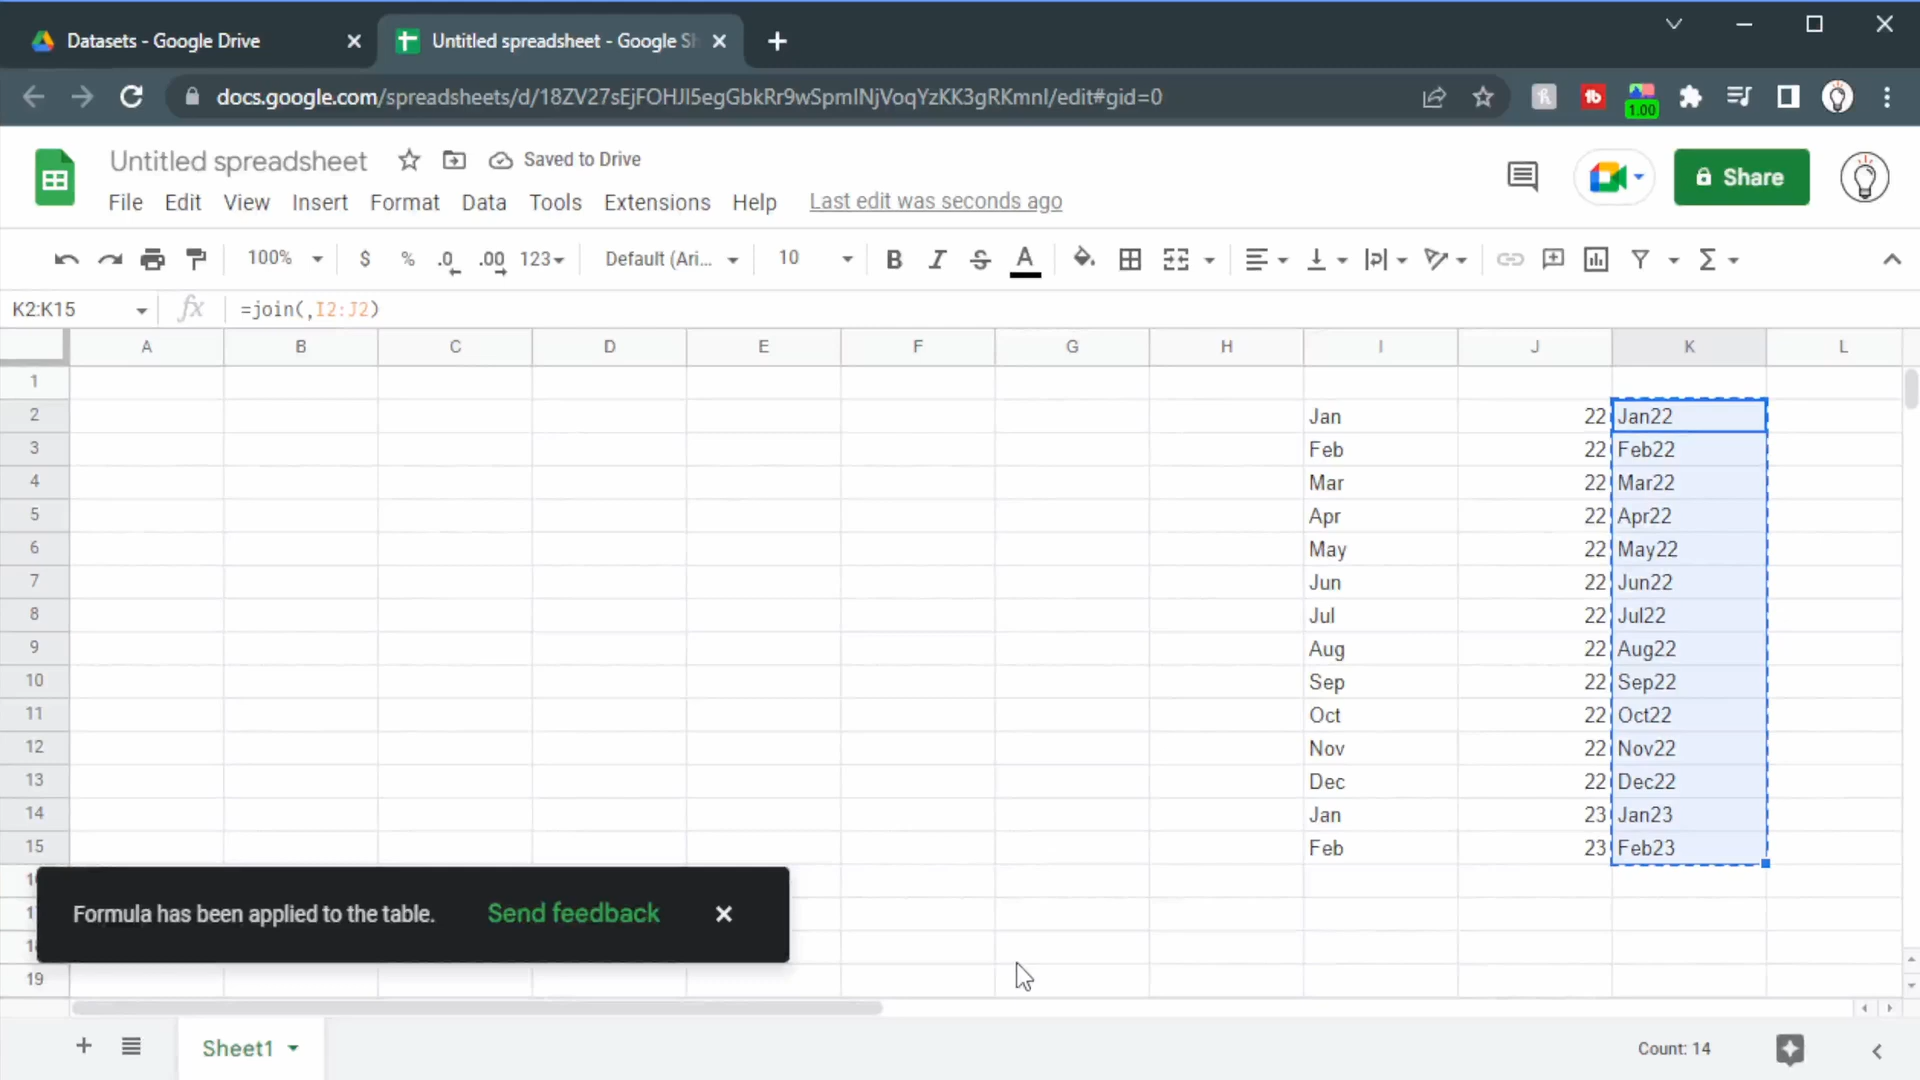 Datasets - Google Drive
Untitled spreadsheet - Google Sh
docs.google.com/spreadsheets/d/18ZV27sEjFOHJI5egGbkRr9wSpmINjVoqYzKK3gRKmnI/edit#gid=0
1.00
Untitled spreadsheet
Saved to Drive
File Edit View Insert Format Data Tools Extensions Help Last edit was seconds ago
Share
100% $ % .0 .00 123 Default (Ari... 10 B I S A
K2:K15 fx =join(,I2:J2)
A B C D E F G H I J K L
1
2 Jan 22 Jan22
3 Feb 22 Feb22
4 Mar 22 Mar22
5 Apr 22 Apr22
6 May 22 May22
7 Jun 22 Jun22
8 Jul 22 Jul22
9 Aug 22 Aug22
10 Sep 22 Sep22
11 Oct 22 Oct22
12 Nov 22 Nov22
13 Dec 22 Dec22
14 Jan 23 Jan23
15 Feb 23 Feb23
Formula has been applied to the table. Send feedback
19
Sheet1
Count: 14